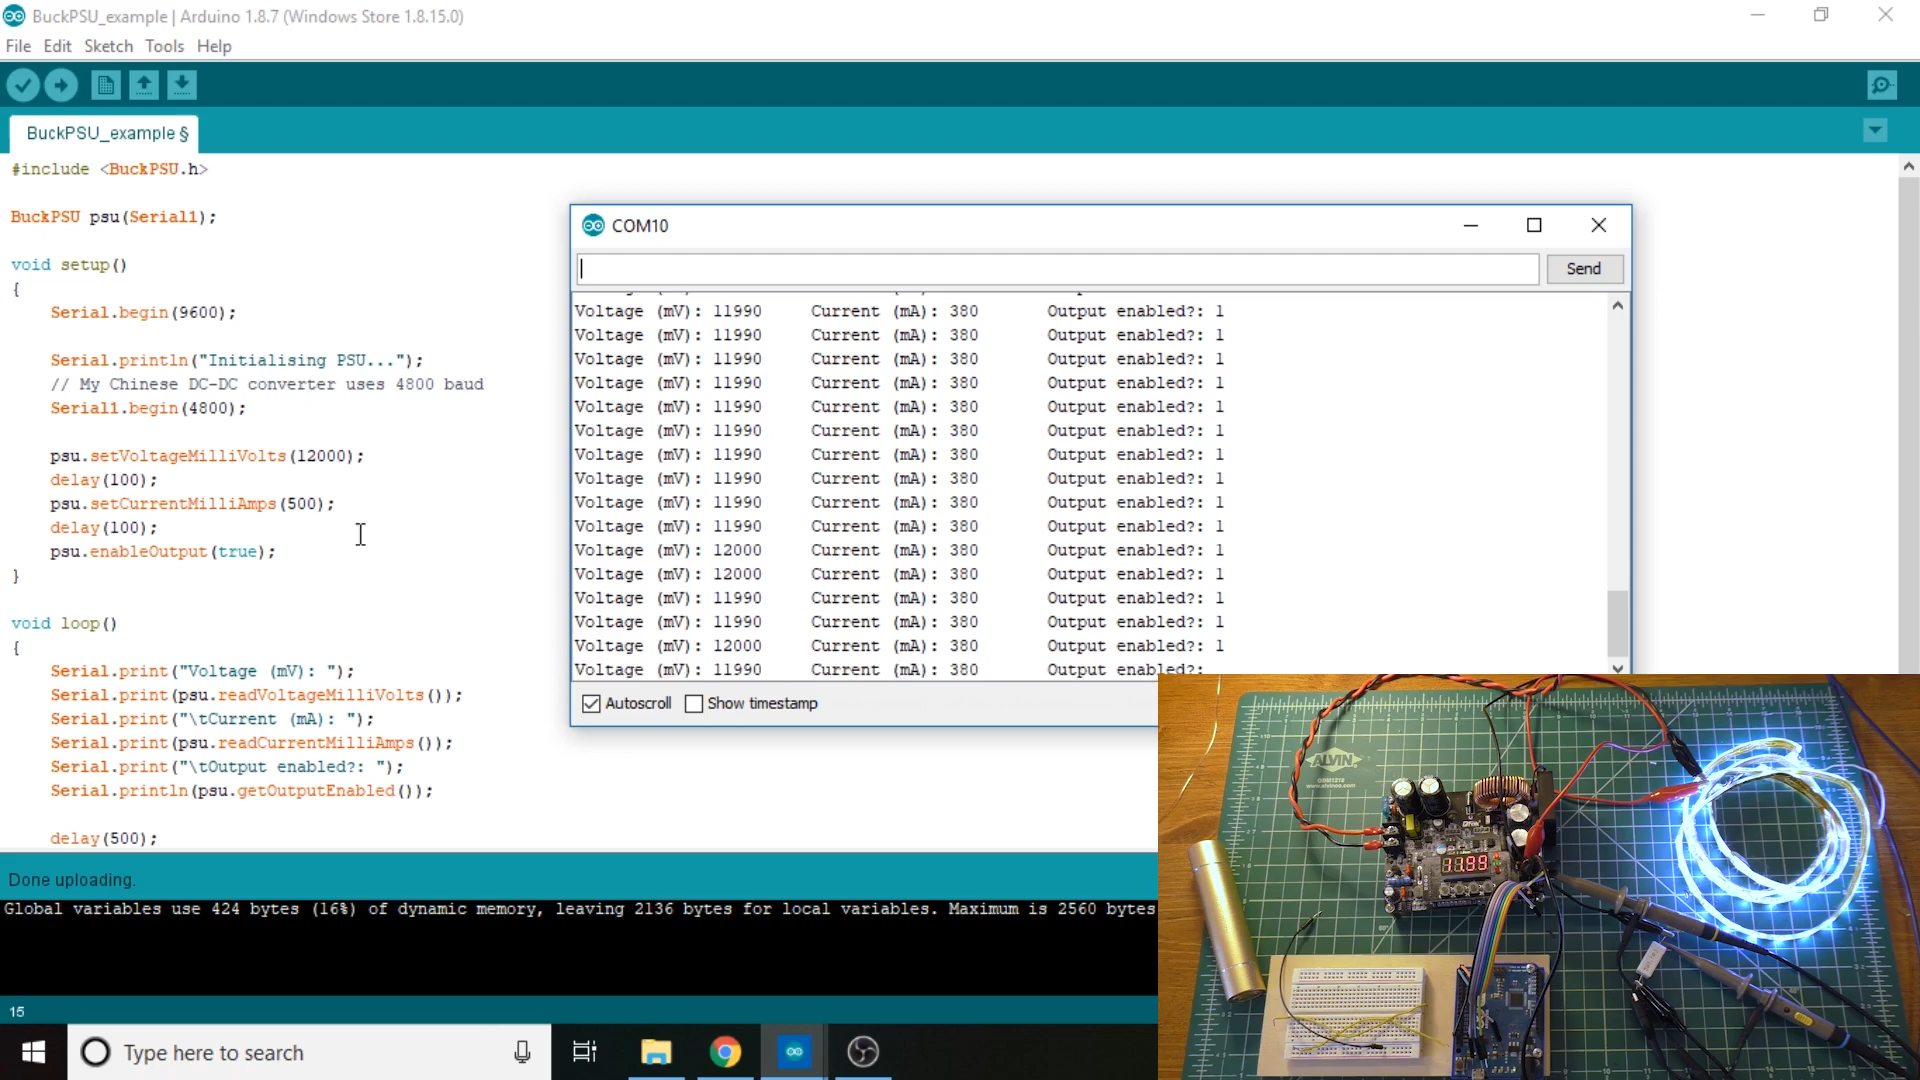 BuckPSU_example | Arduino 1.8.7 (Windows Store 1.8.15.0)
File Edit Sketch Tools Help
BuckPSU_example §
#include <BuckPSU.h>
BuckPSU psu(Serial1);
void setup()
{
Serial.begin(9600);
Serial.println("Initialising PSU...");
// My Chinese DC-DC converter uses 4800 baud
Serial1.begin(4800);
psu.setVoltageMilliVolts(12000);
delay(100);
psu.setCurrentMilliAmps(500);
delay(100);
psu.enableOutput(true);
}
void loop()
{
Serial.print("Voltage (mV): ");
Serial.print(psu.readVoltageMilliVolts());
Serial.print("\tCurrent (mA): ");
Serial.print(psu.readCurrentMilliAmps());
Serial.print("\tOutput enabled?: ");
Serial.println(psu.getOutputEnabled());
delay(500);
COM10
Send
Voltage (mV): 11990 Current (mA): 380 Output enabled?: 1
Voltage (mV): 11990 Current (mA): 380 Output enabled?: 1
Voltage (mV): 11990 Current (mA): 380 Output enabled?: 1
Voltage (mV): 11990 Current (mA): 380 Output enabled?: 1
Voltage (mV): 11990 Current (mA): 380 Output enabled?: 1
Voltage (mV): 11990 Current (mA): 380 Output enabled?: 1
Voltage (mV): 11990 Current (mA): 380 Output enabled?: 1
Voltage (mV): 11990 Current (mA): 380 Output enabled?: 1
Voltage (mV): 11990 Current (mA): 380 Output enabled?: 1
Voltage (mV): 11990 Current (mA): 380 Output enabled?: 1
Voltage (mV): 12000 Current (mA): 380 Output enabled?: 1
Voltage (mV): 12000 Current (mA): 380 Output enabled?: 1
Voltage (mV): 11990 Current (mA): 380 Output enabled?: 1
Voltage (mV): 11990 Current (mA): 380 Output enabled?: 1
Voltage (mV): 12000 Current (mA): 380 Output enabled?: 1
Voltage (mV): 11990 Current (mA): 380 Output enabled?:
Autoscroll Show timestamp
Done uploading.
Global variables use 424 bytes (16%) of dynamic memory, leaving 2136 bytes for local variables. Maximum is 2560 bytes
15
Type here to search
ALVIN
11.99